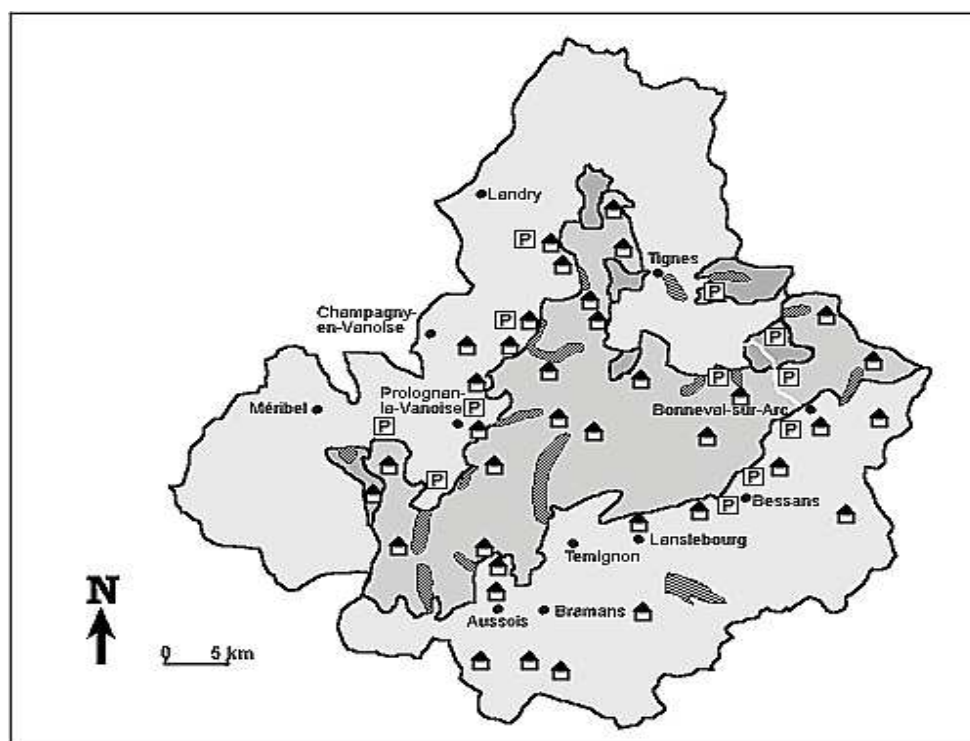 Landry
P
Tignes
P
Champagny-
en-Vanoise
P
P
Prolognan-
la-Vanoise
P
P
P
Méribel
Bonneval-sur-Arc
P
P
P
P
Bessans
P
Lanslebourg
Temignon
N
Aussois
Bramans
0 5 km